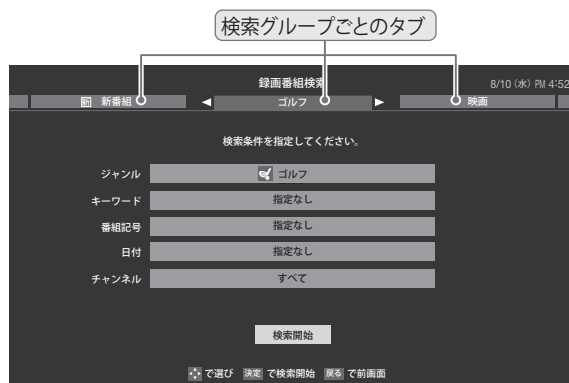 検索グループごとのタブ
録画番組検索 8/10 (水) PM 4:52
新 新番組 ◀ ゴルフ ▶ 映画
検索条件を指定してください。
ジャンル ゴルフ
キーワード 指定なし
番組記号 指定なし
日付 指定なし
チャンネル すべて
検索開始
で選び 決定 で検索開始 戻る で前画面